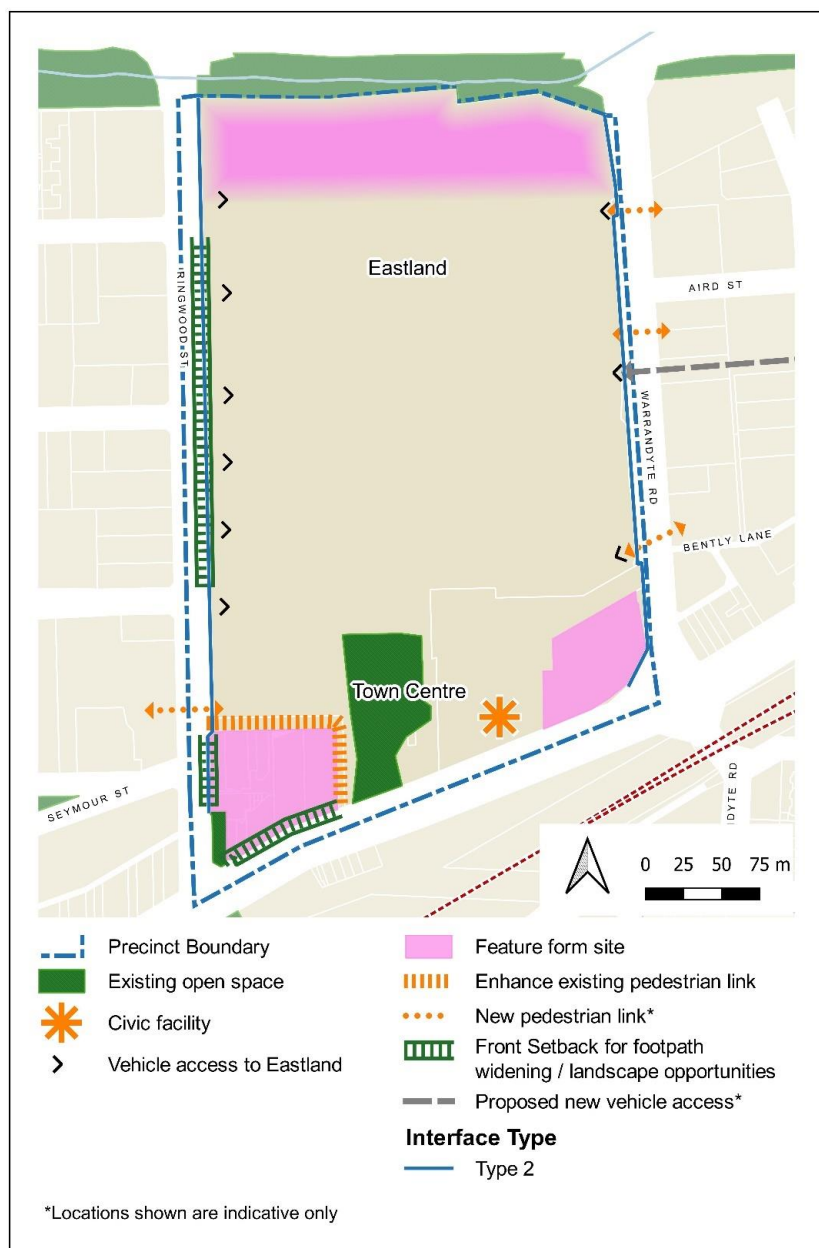 Eastland
RINGWOOD ST
AIRD ST
WARRANDYTE RD
BENTLY LANE
Town Centre
SEYMOUR ST
NDYTE RD
0 25 50 75 m
Precinct Boundary
Existing open space
Civic facility
Vehicle access to Eastland
Feature form site
Enhance existing pedestrian link
New pedestrian link*
Front Setback for footpath
widening / landscape opportunities
Proposed new vehicle access*
Interface Type
Type 2
*Locations shown are indicative only